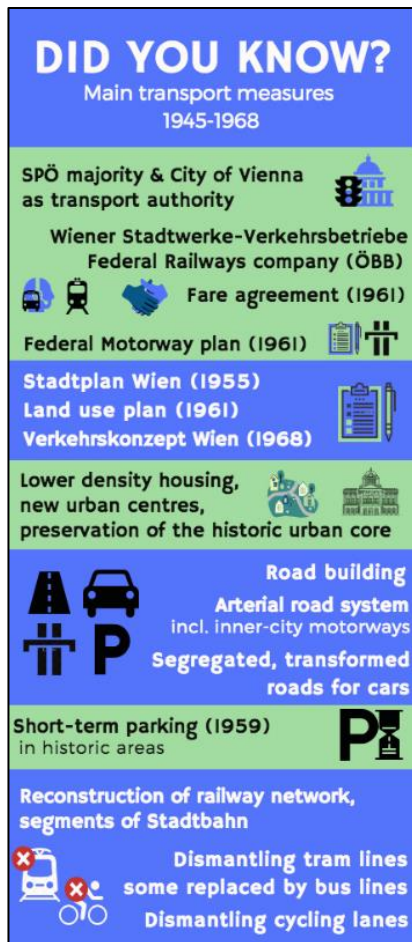 DID YOU KNOW?
Main transport measures
1945-1968
SPÖ majority & City of Vienna
as transport authority
Wiener Stadtwerke-Verkehrsbetriebe
Federal Railways company (ÖBB)
Fare agreement (1961)
Federal Motorway plan (1961)
Stadtplan Wien (1955)
Land use plan (1961)
Verkehrskonzept Wien (1968)
Lower density housing,
new urban centres,
preservation of the historic urban core
Road building
Arterial road system
incl. inner-city motorways
P
Segregated, transformed
roads for cars
Short-term parking (1959)
in historic areas
P
Reconstruction of railway network,
segments of Stadtbahn
Dismantling tram lines
some replaced by bus lines
Dismantling cycling lanes